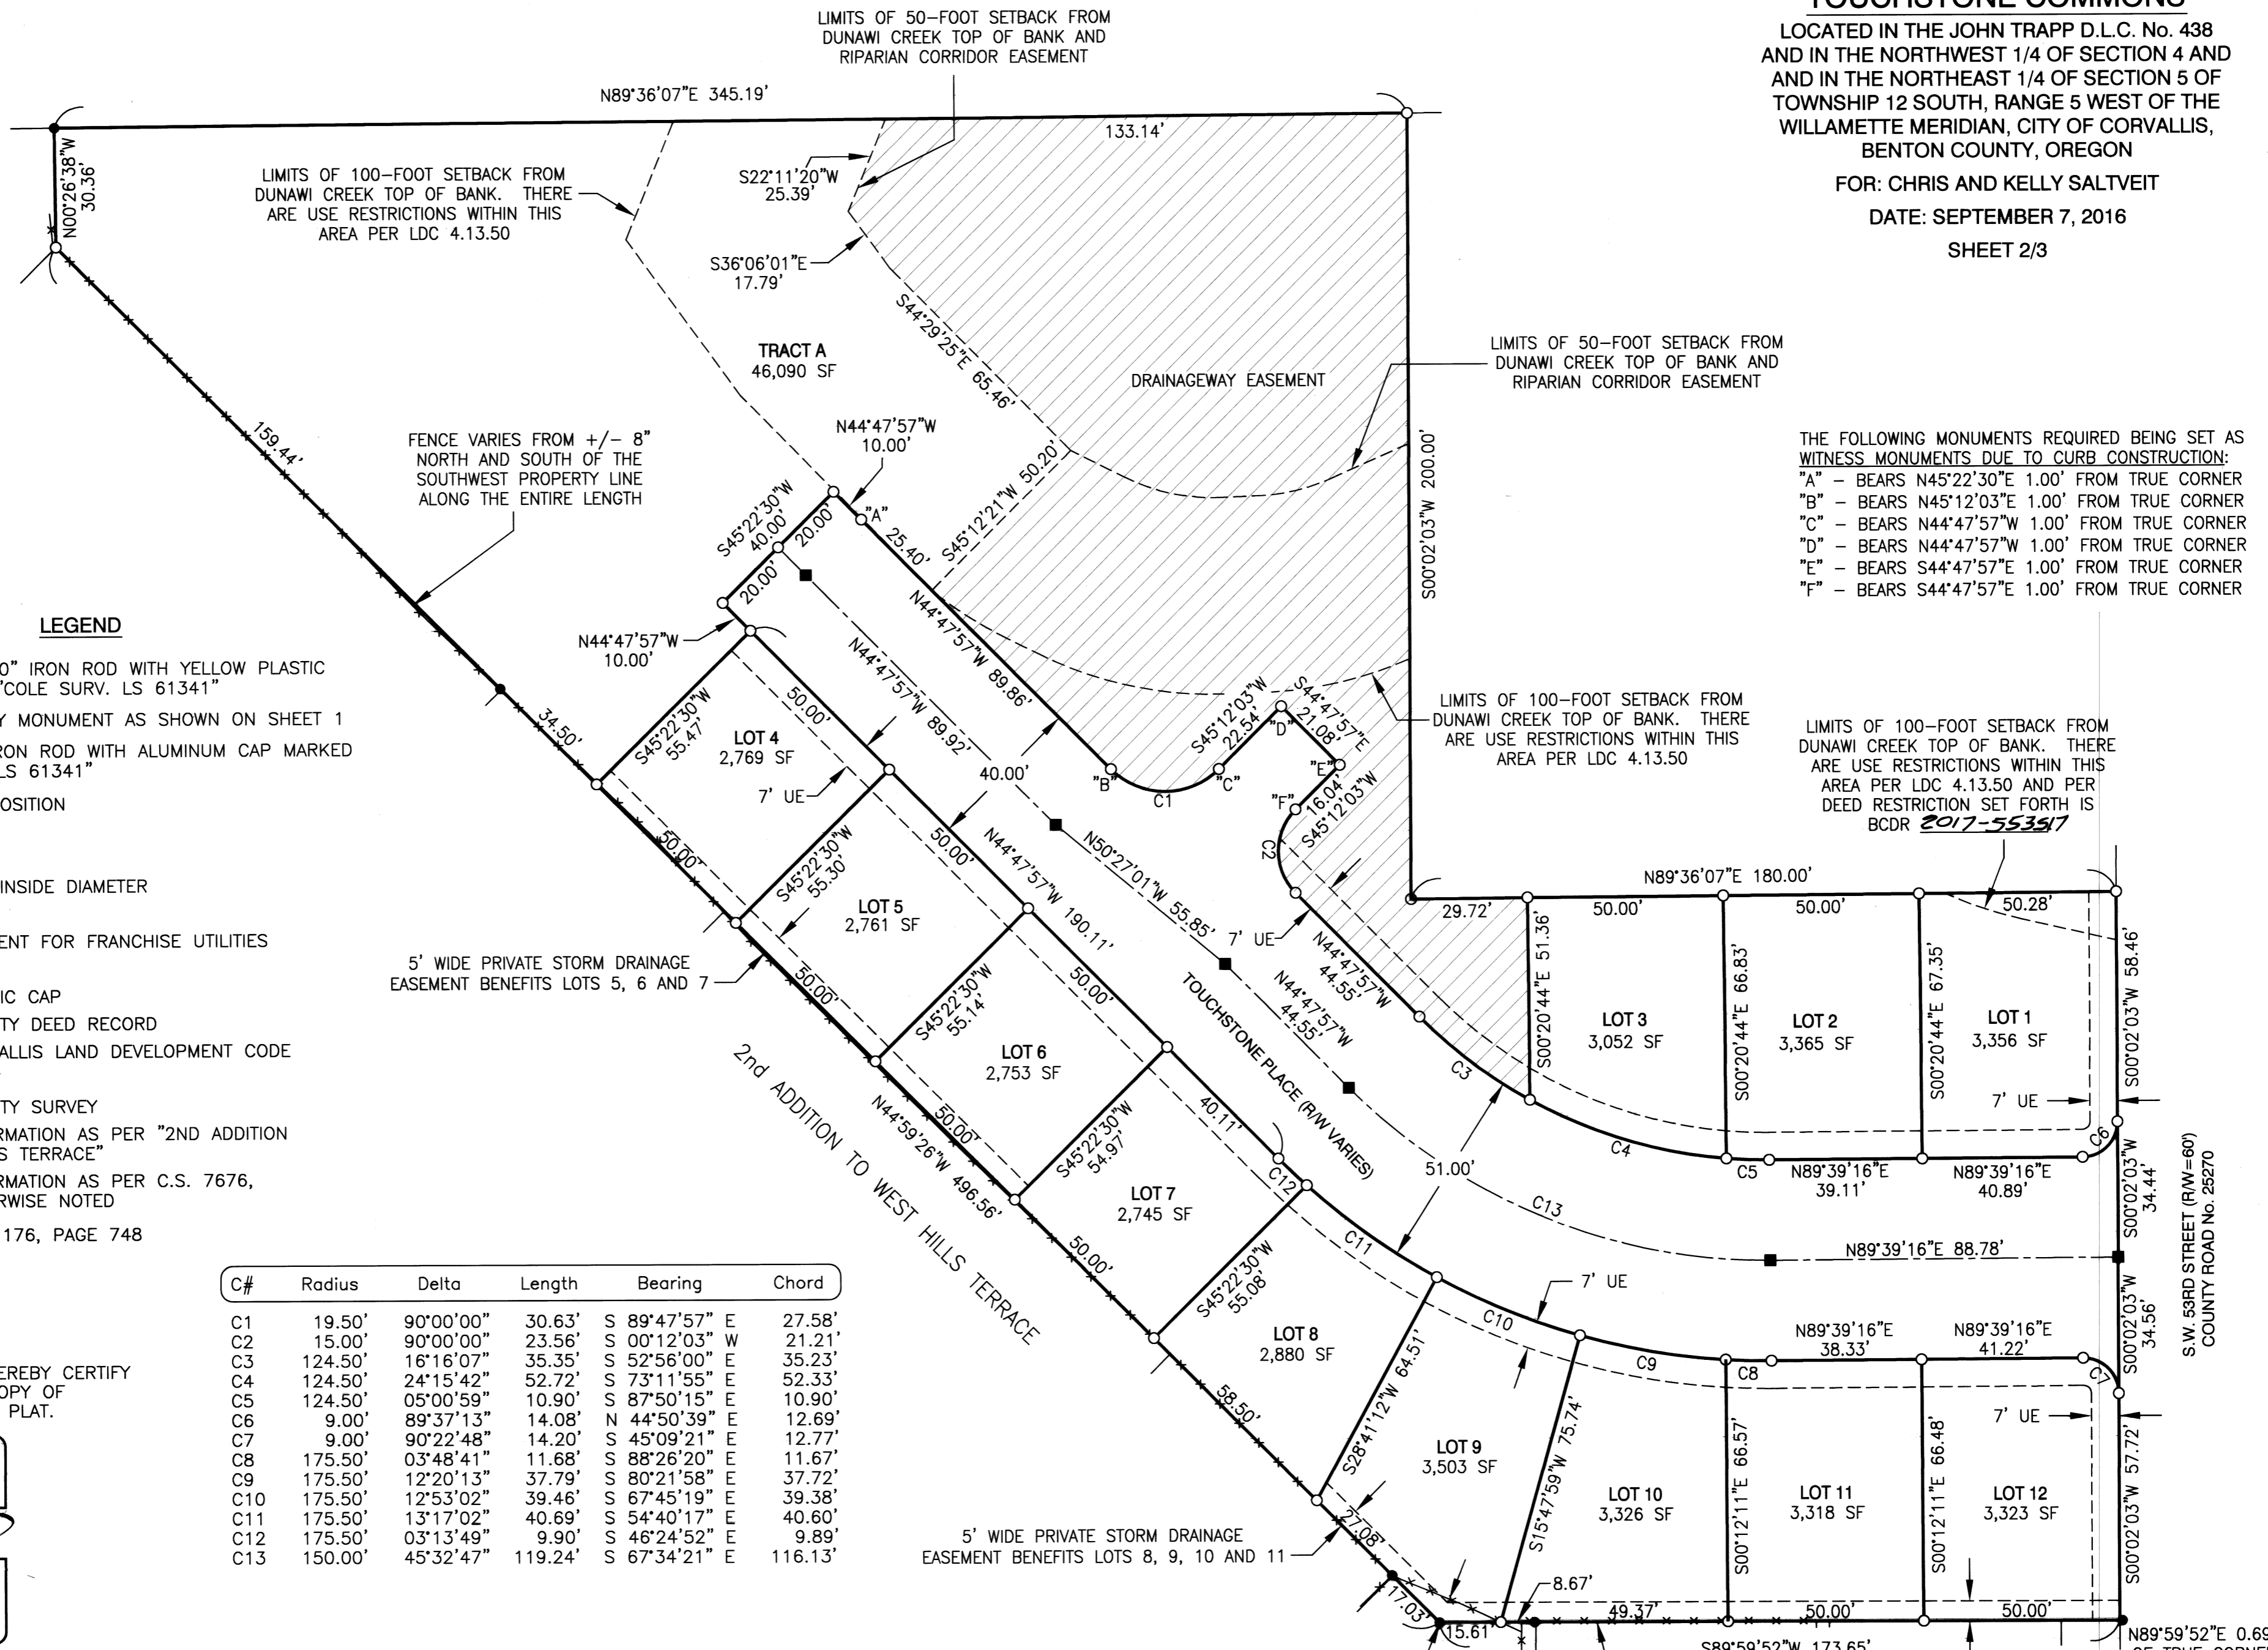 TOUCHSTONE COMMONS
LOCATED IN THE JOHN TRAPP D.L.C. No. 438
AND IN THE NORTHWEST 1/4 OF SECTION 4 AND
AND IN THE NORTHEAST 1/4 OF SECTION 5 OF
TOWNSHIP 12 SOUTH, RANGE 5 WEST OF THE
WILLAMETTE MERIDIAN, CITY OF CORVALLIS,
BENTON COUNTY, OREGON
FOR: CHRIS AND KELLY SALTVEIT
DATE: SEPTEMBER 7, 2016
SHEET 2/3
LIMITS OF 50-FOOT SETBACK FROM
DUNAWI CREEK TOP OF BANK AND
RIPARIAN CORRIDOR EASEMENT
N89°36'07"E 345.19'
133.14'
N00°26'38"W
30.36'
LIMITS OF 100-FOOT SETBACK FROM
DUNAWI CREEK TOP OF BANK. THERE
ARE USE RESTRICTIONS WITHIN THIS
AREA PER LDC 4.13.50
S22°11'20"W
25.39'
S36°06'01"E
17.79'
S44°29'25"E 65.46'
TRACT A
46,090 SF
DRAINAGEWAY EASEMENT
LIMITS OF 50-FOOT SETBACK FROM
DUNAWI CREEK TOP OF BANK AND
RIPARIAN CORRIDOR EASEMENT
S00°02'03"W 200.00'
THE FOLLOWING MONUMENTS REQUIRED BEING SET AS
WITNESS MONUMENTS DUE TO CURB CONSTRUCTION:
"A" - BEARS N45°22'30"E 1.00' FROM TRUE CORNER
"B" - BEARS N45°12'03"E 1.00' FROM TRUE CORNER
"C" - BEARS N44°47'57"W 1.00' FROM TRUE CORNER
"D" - BEARS N44°47'57"W 1.00' FROM TRUE CORNER
"E" - BEARS S44°47'57"E 1.00' FROM TRUE CORNER
"F" - BEARS S44°47'57"E 1.00' FROM TRUE CORNER
159.44'
FENCE VARIES FROM +/- 8"
NORTH AND SOUTH OF THE
SOUTHWEST PROPERTY LINE
ALONG THE ENTIRE LENGTH
N44°47'57"W
10.00'
"A"
25.40'
S45°12'21"W 50.20'
S45°22'30"W
40.00'
20.00'
20.00'
N44°47'57"W
10.00'
N44°47'57"W 89.86'
N44°47'57"W 89.92'
40.00'
"B"
C1
"C"
S45°12'03"W
22.54'
"D"
S44°47'57"E
21.08'
"E"
16.04'
S45°12'03"W
"F"
C2
LIMITS OF 100-FOOT SETBACK FROM
DUNAWI CREEK TOP OF BANK. THERE
ARE USE RESTRICTIONS WITHIN THIS
AREA PER LDC 4.13.50
LIMITS OF 100-FOOT SETBACK FROM
DUNAWI CREEK TOP OF BANK. THERE
ARE USE RESTRICTIONS WITHIN THIS
AREA PER LDC 4.13.50 AND PER
DEED RESTRICTION SET FORTH IS
BCDR 2017-553517
LEGEND
0" IRON ROD WITH YELLOW PLASTIC
"COLE SURV. LS 61341"
Y MONUMENT AS SHOWN ON SHEET 1
RON ROD WITH ALUMINUM CAP MARKED
LS 61341"
OSITION
INSIDE DIAMETER
ENT FOR FRANCHISE UTILITIES
IC CAP
TY DEED RECORD
ALLIS LAND DEVELOPMENT CODE
TY SURVEY
RMATION AS PER "2ND ADDITION
S TERRACE"
RMATION AS PER C.S. 7676,
RWISE NOTED
176, PAGE 748
EREBY CERTIFY
OPY OF
PLAT.
34.50'
S45°22'30"W
55.47'
50.00'
LOT 4
2,769 SF
7' UE
50.00'
S45°22'30"W
55.30'
50.00'
LOT 5
2,761 SF
5' WIDE PRIVATE STORM DRAINAGE
EASEMENT BENEFITS LOTS 5, 6 AND 7
50.00'
N44°47'57"W 190.11'
S45°22'30"W
55.14'
50.00'
LOT 6
2,753 SF
50.00'
N44°59'26"W 496.56'
2nd ADDITION TO WEST HILLS TERRACE
S45°22'30"W
54.97'
40.11'
C12
LOT 7
2,745 SF
50.00'
S45°22'30"W
55.08'
C11
LOT 8
2,880 SF
58.50'
S28°41'12"W 64.51'
C10
7' UE
LOT 9
3,503 SF
27.08'
17.03'
15.61'
5' WIDE PRIVATE STORM DRAINAGE
EASEMENT BENEFITS LOTS 8, 9, 10 AND 11
S15°47'59"W 75.74'
8.67'
C9
LOT 10
3,326 SF
49.37'
S00°12'11"E 66.57'
C8
N89°39'16"E
38.33'
LOT 11
3,318 SF
50.00'
S00°12'11"E 66.48'
N89°39'16"E
41.22'
C7
7' UE
LOT 12
3,323 SF
50.00'
S00°02'03"W 57.72'
S89°59'52"W 173.65'
N89°59'52"E 0.69
OF TRUE CORNE
N50°27'01"W 55.85'
7' UE
TOUCHSTONE PLACE (R/W VARIES)
N44°47'57"W
44.55'
N44°47'57"W
44.55'
C3
51.00'
C13
N89°39'16"E 88.78'
N89°36'07"E 180.00'
29.72'
50.00'
50.00'
50.28'
S00°20'44"E 51.36'
LOT 3
3,052 SF
S00°20'44"E 66.83'
LOT 2
3,365 SF
S00°20'44"E 67.35'
LOT 1
3,356 SF
7' UE
S00°02'03"W 58.46'
C4
C5
N89°39'16"E
39.11'
N89°39'16"E
40.89'
C6
S00°02'03"W
34.44'
S00°02'03"W
34.56'
S.W. 53RD STREET (R/W=60')
COUNTY ROAD No. 25270
C# Radius Delta Length Bearing Chord
C1 19.50' 90°00'00" 30.63' S 89°47'57" E 27.58'
C2 15.00' 90°00'00" 23.56' S 00°12'03" W 21.21'
C3 124.50' 16°16'07" 35.35' S 52°56'00" E 35.23'
C4 124.50' 24°15'42" 52.72' S 73°11'55" E 52.33'
C5 124.50' 05°00'59" 10.90' S 87°50'15" E 10.90'
C6 9.00' 89°37'13" 14.08' N 44°50'39" E 12.69'
C7 9.00' 90°22'48" 14.20' S 45°09'21" E 12.77'
C8 175.50' 03°48'41" 11.68' S 88°26'20" E 11.67'
C9 175.50' 12°20'13" 37.79' S 80°21'58" E 37.72'
C10 175.50' 12°53'02" 39.46' S 67°45'19" E 39.38'
C11 175.50' 13°17'02" 40.69' S 54°40'17" E 40.60'
C12 175.50' 03°13'49" 9.90' S 46°24'52" E 9.89'
C13 150.00' 45°32'47" 119.24' S 67°34'21" E 116.13'